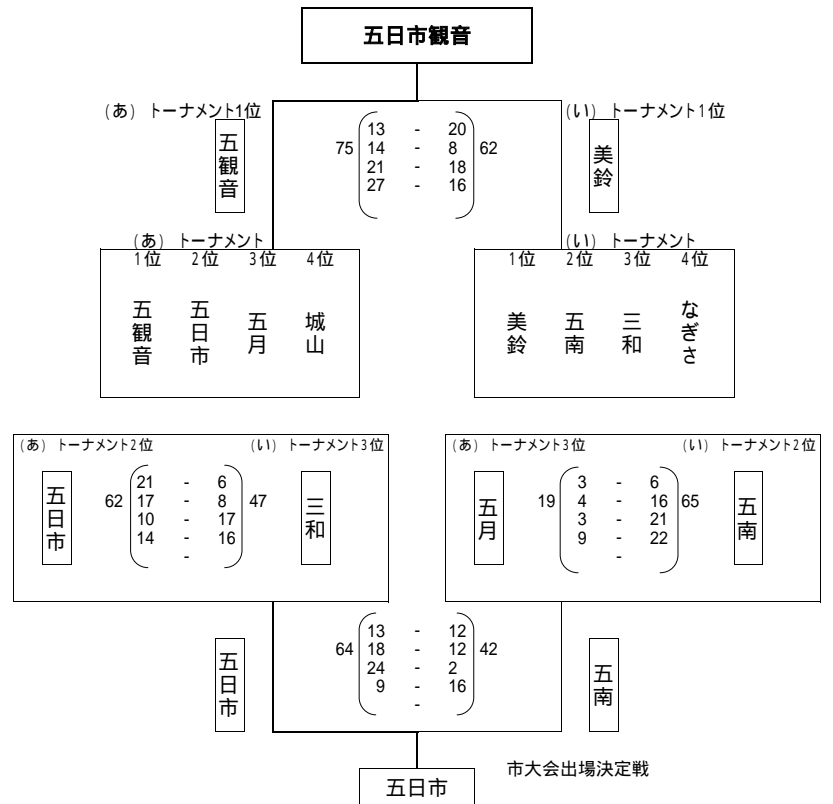 五日市観音
(あ) トーナメント1位
(い) トーナメント1位
五観音
75
13 - 20
14 - 8
21 - 18
27 - 16
62
美鈴
(あ) トーナメント
1位 2位 3位 4位
五観音
五日市
五月
城山
(い) トーナメント
1位 2位 3位 4位
美鈴
五南
三和
なぎさ
(あ) トーナメント2位
(い) トーナメント3位
五日市
62
21 - 6
17 - 8
10 - 17
14 - 16
-
47
三和
(あ) トーナメント3位
(い) トーナメント2位
五月
19
3 - 6
4 - 16
3 - 21
9 - 22
-
65
五南
五日市
64
13 - 12
18 - 12
24 - 2
9 - 16
-
42
五南
市大会出場決定戦
五日市